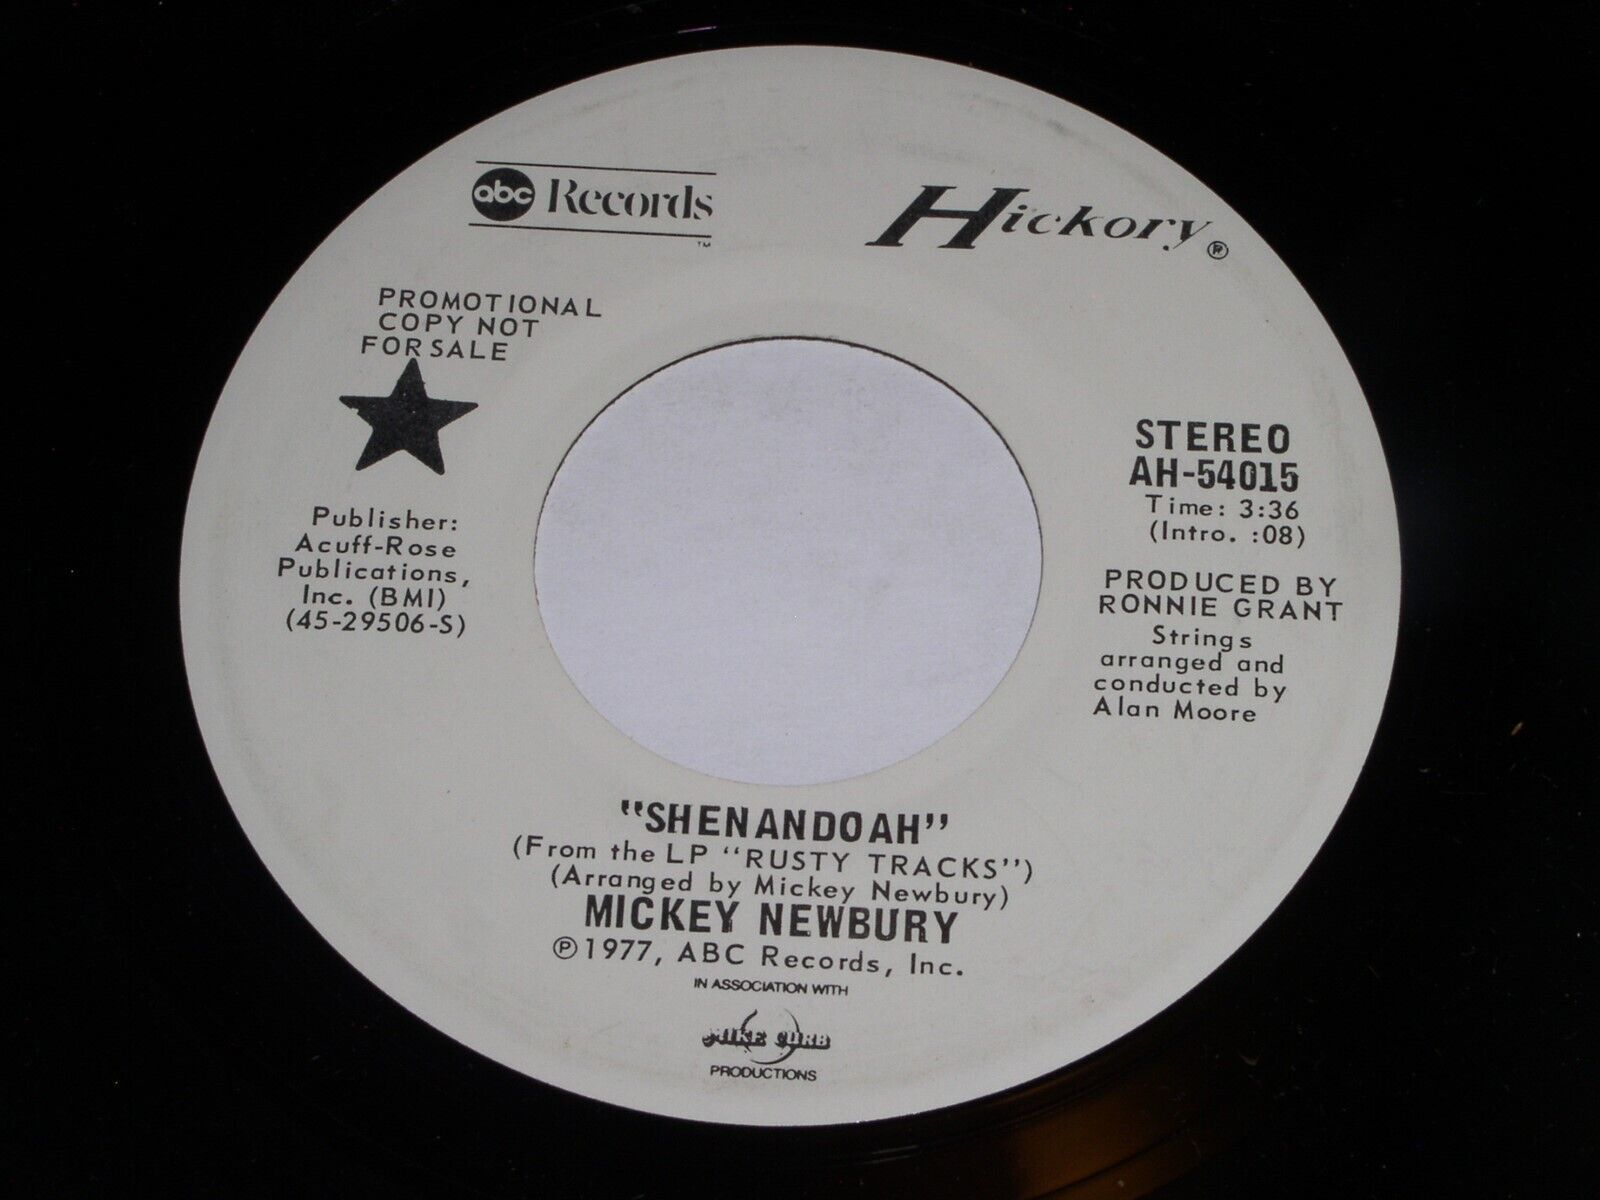 abc Records
TM
Hickory®
PROMOTIONAL
COPY NOT
FOR SALE
Publisher:
Acuff-Rose
Publications,
Inc. (BMI)
(45-29506-S)
STEREO
AH-54015
Time: 3:36
(Intro. :08)
PRODUCED BY
RONNIE GRANT
Strings
arranged and
conducted by
Alan Moore
"SHENANDOAH"
(From the LP "RUSTY TRACKS")
(Arranged by Mickey Newbury)
MICKEY NEWBURY
℗1977, ABC Records, Inc.
IN ASSOCIATION WITH
MIKE CURB
PRODUCTIONS